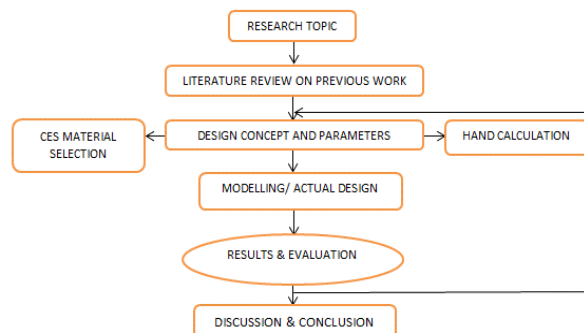 RESEARCH TOPIC
LITERATURE REVIEW ON PREVIOUS WORK
CES MATERIAL
SELECTION
DESIGN CONCEPT AND PARAMETERS
HAND CALCULATION
MODELLING/ ACTUAL DESIGN
RESULTS & EVALUATION
DISCUSSION & CONCLUSION